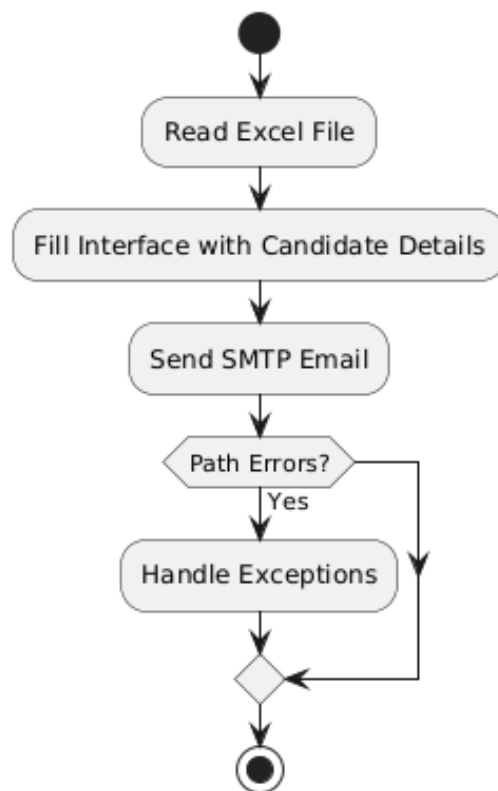 Read Excel File
Fill Interface with Candidate Details
Send SMTP Email
Path Errors?
Yes
Handle Exceptions